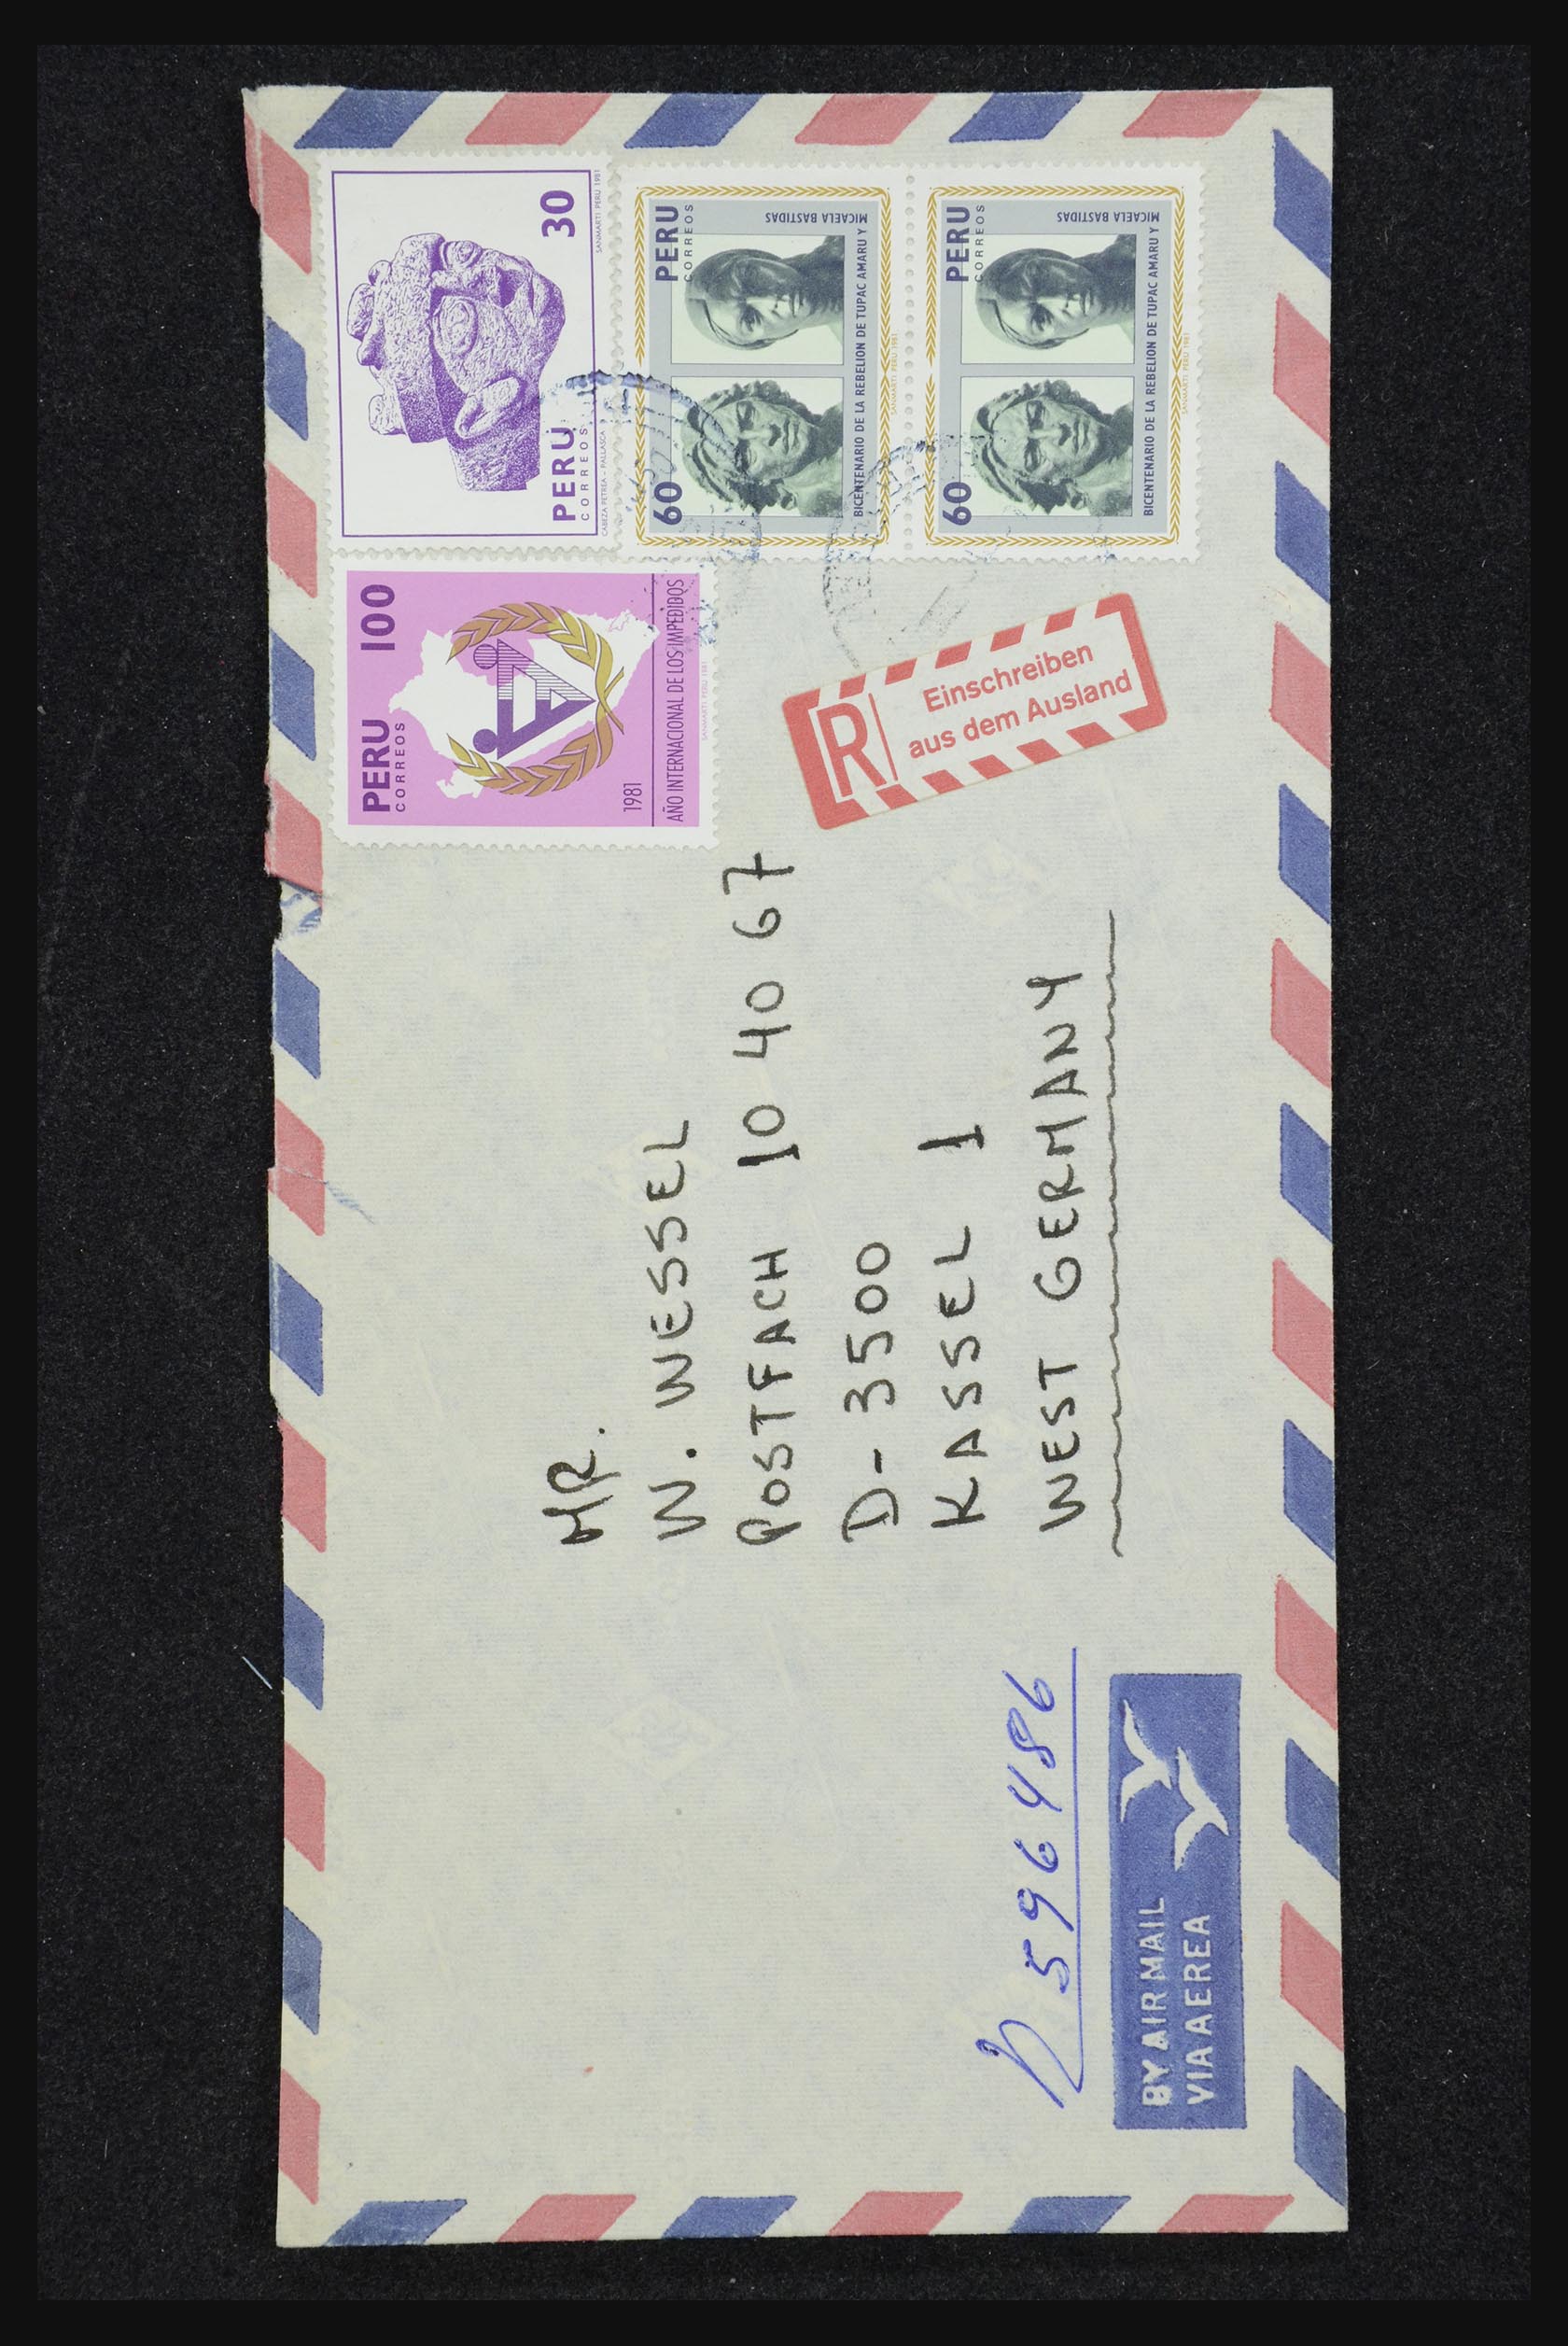 30
SANMARTI PERU 1981
PERU
CORREOS
CABEZA PETREA - PALLASCA
PERU
CORREOS
60
BICENTENARIO DE LA REBELION DE TUPAC AMARU Y MICAELA BASTIDAS
SANMARTI PERU 1981
PERU
CORREOS
60
BICENTENARIO DE LA REBELION DE TUPAC AMARU Y MICAELA BASTIDAS
SANMARTI PERU 1981
PERU
CORREOS
100
1981
AÑO INTERNACIONAL DE LOS IMPEDIDOS
SANMARTI PERU 1981
R
Einschreiben
aus dem Ausland
MR.
W. WESSEL
POSTFACH 10 40 67
D-3500
KASSEL 1
WEST GERMANY
596486
BY AIR MAIL
VIA AEREA